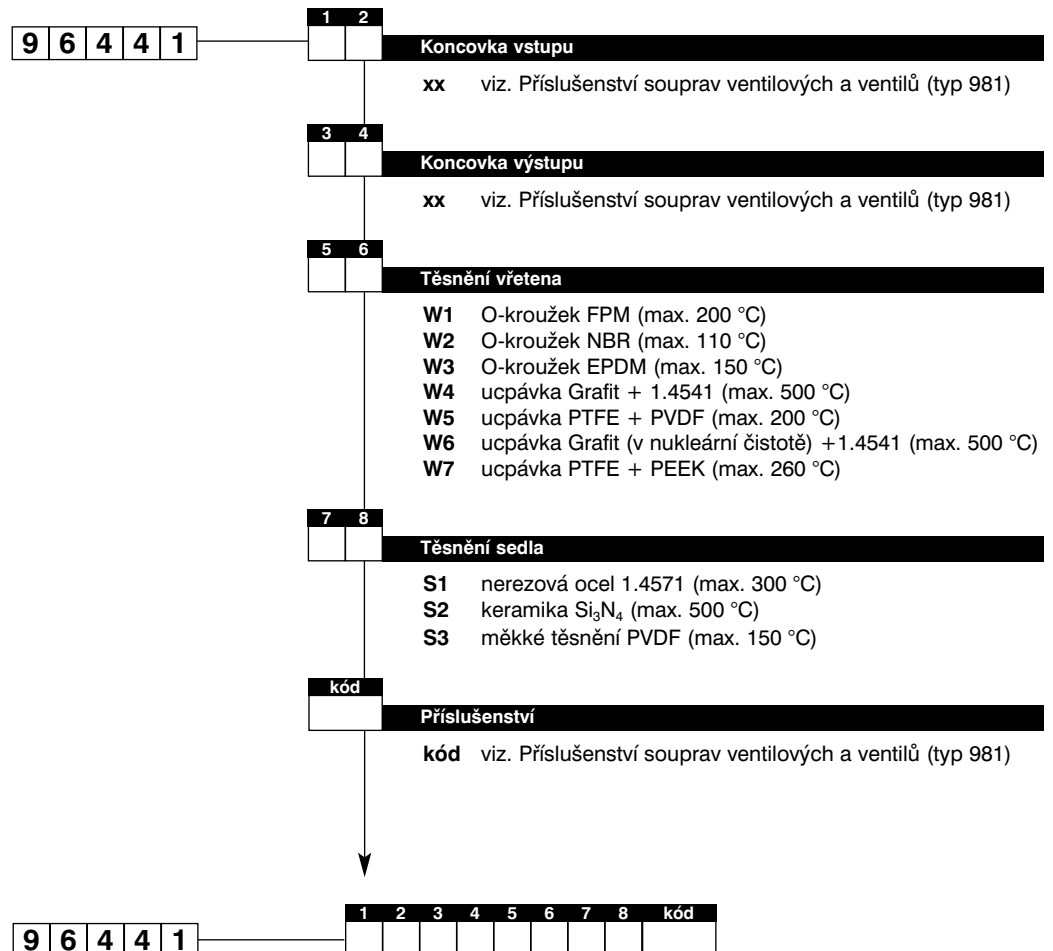 1 2
9 6 4 4 1
Koncovka vstupu
xx viz. Příslušenství souprav ventilových a ventilů (typ 981)
3 4
Koncovka výstupu
xx viz. Příslušenství souprav ventilových a ventilů (typ 981)
5 6
Těsnění vřetena
W1 O-kroužek FPM (max. 200 °C)
W2 O-kroužek NBR (max. 110 °C)
W3 O-kroužek EPDM (max. 150 °C)
W4 ucpávka Grafit + 1.4541 (max. 500 °C)
W5 ucpávka PTFE + PVDF (max. 200 °C)
W6 ucpávka Grafit (v nukleární čistotě) +1.4541 (max. 500 °C)
W7 ucpávka PTFE + PEEK (max. 260 °C)
7 8
Těsnění sedla
S1 nerezová ocel 1.4571 (max. 300 °C)
S2 keramika Si₃N₄ (max. 500 °C)
S3 měkké těsnění PVDF (max. 150 °C)
kód
Příslušenství
kód viz. Příslušenství souprav ventilových a ventilů (typ 981)
1 2 3 4 5 6 7 8 kód
9 6 4 4 1